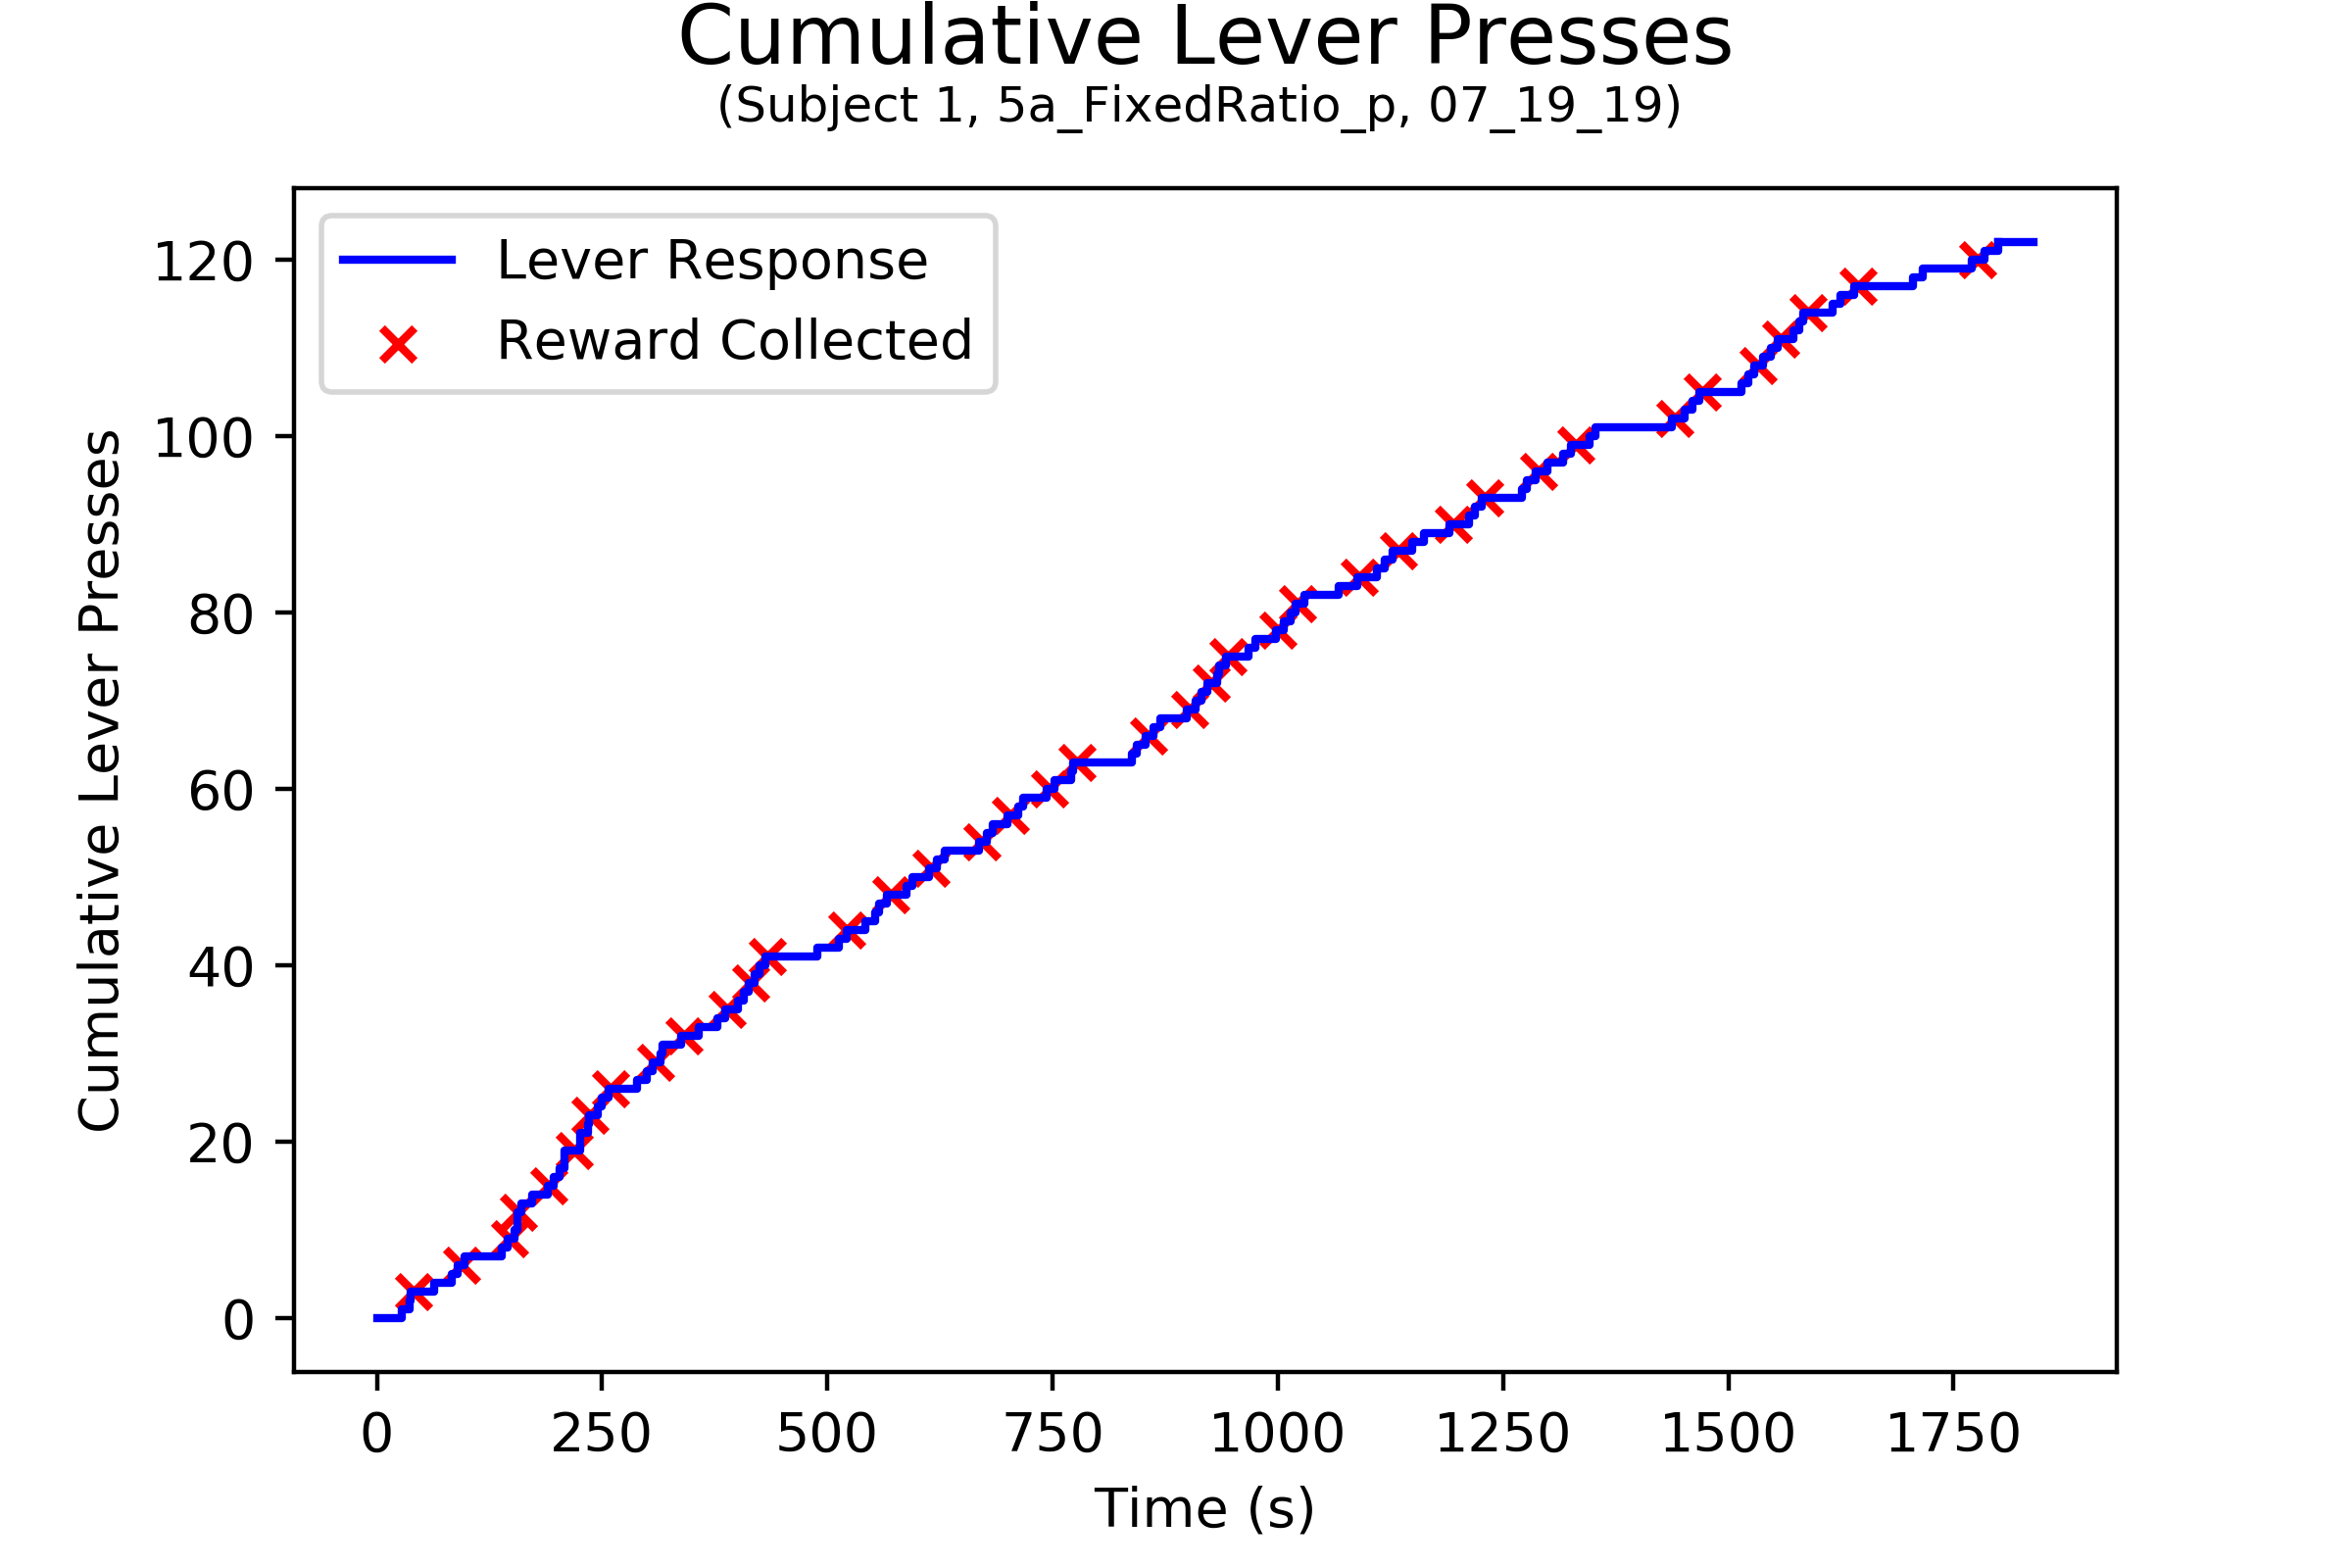 Cumulative Lever Presses
(Subject 1, 5a_FixedRatio_p, 07_19_19)
Lever Response
Reward Collected
Cumulative Lever Presses
120
100
80
60
40
20
0
0 250 500 750 1000 1250 1500 1750
Time (s)